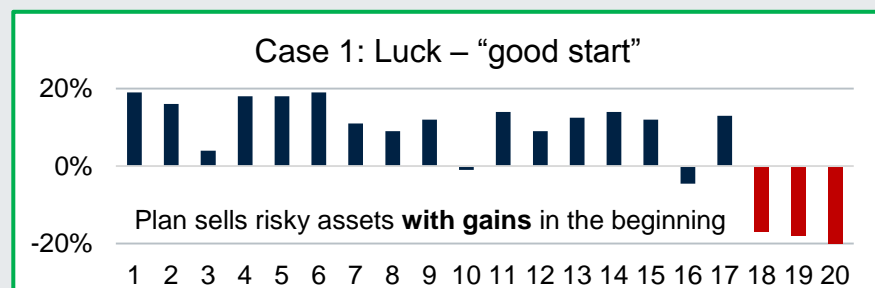 Case 1: Luck – “good start”
20%
0%
Plan sells risky assets with gains in the beginning
-20%
1 2 3 4 5 6 7 8 9 10 11 12 13 14 15 16 17 18 19 20